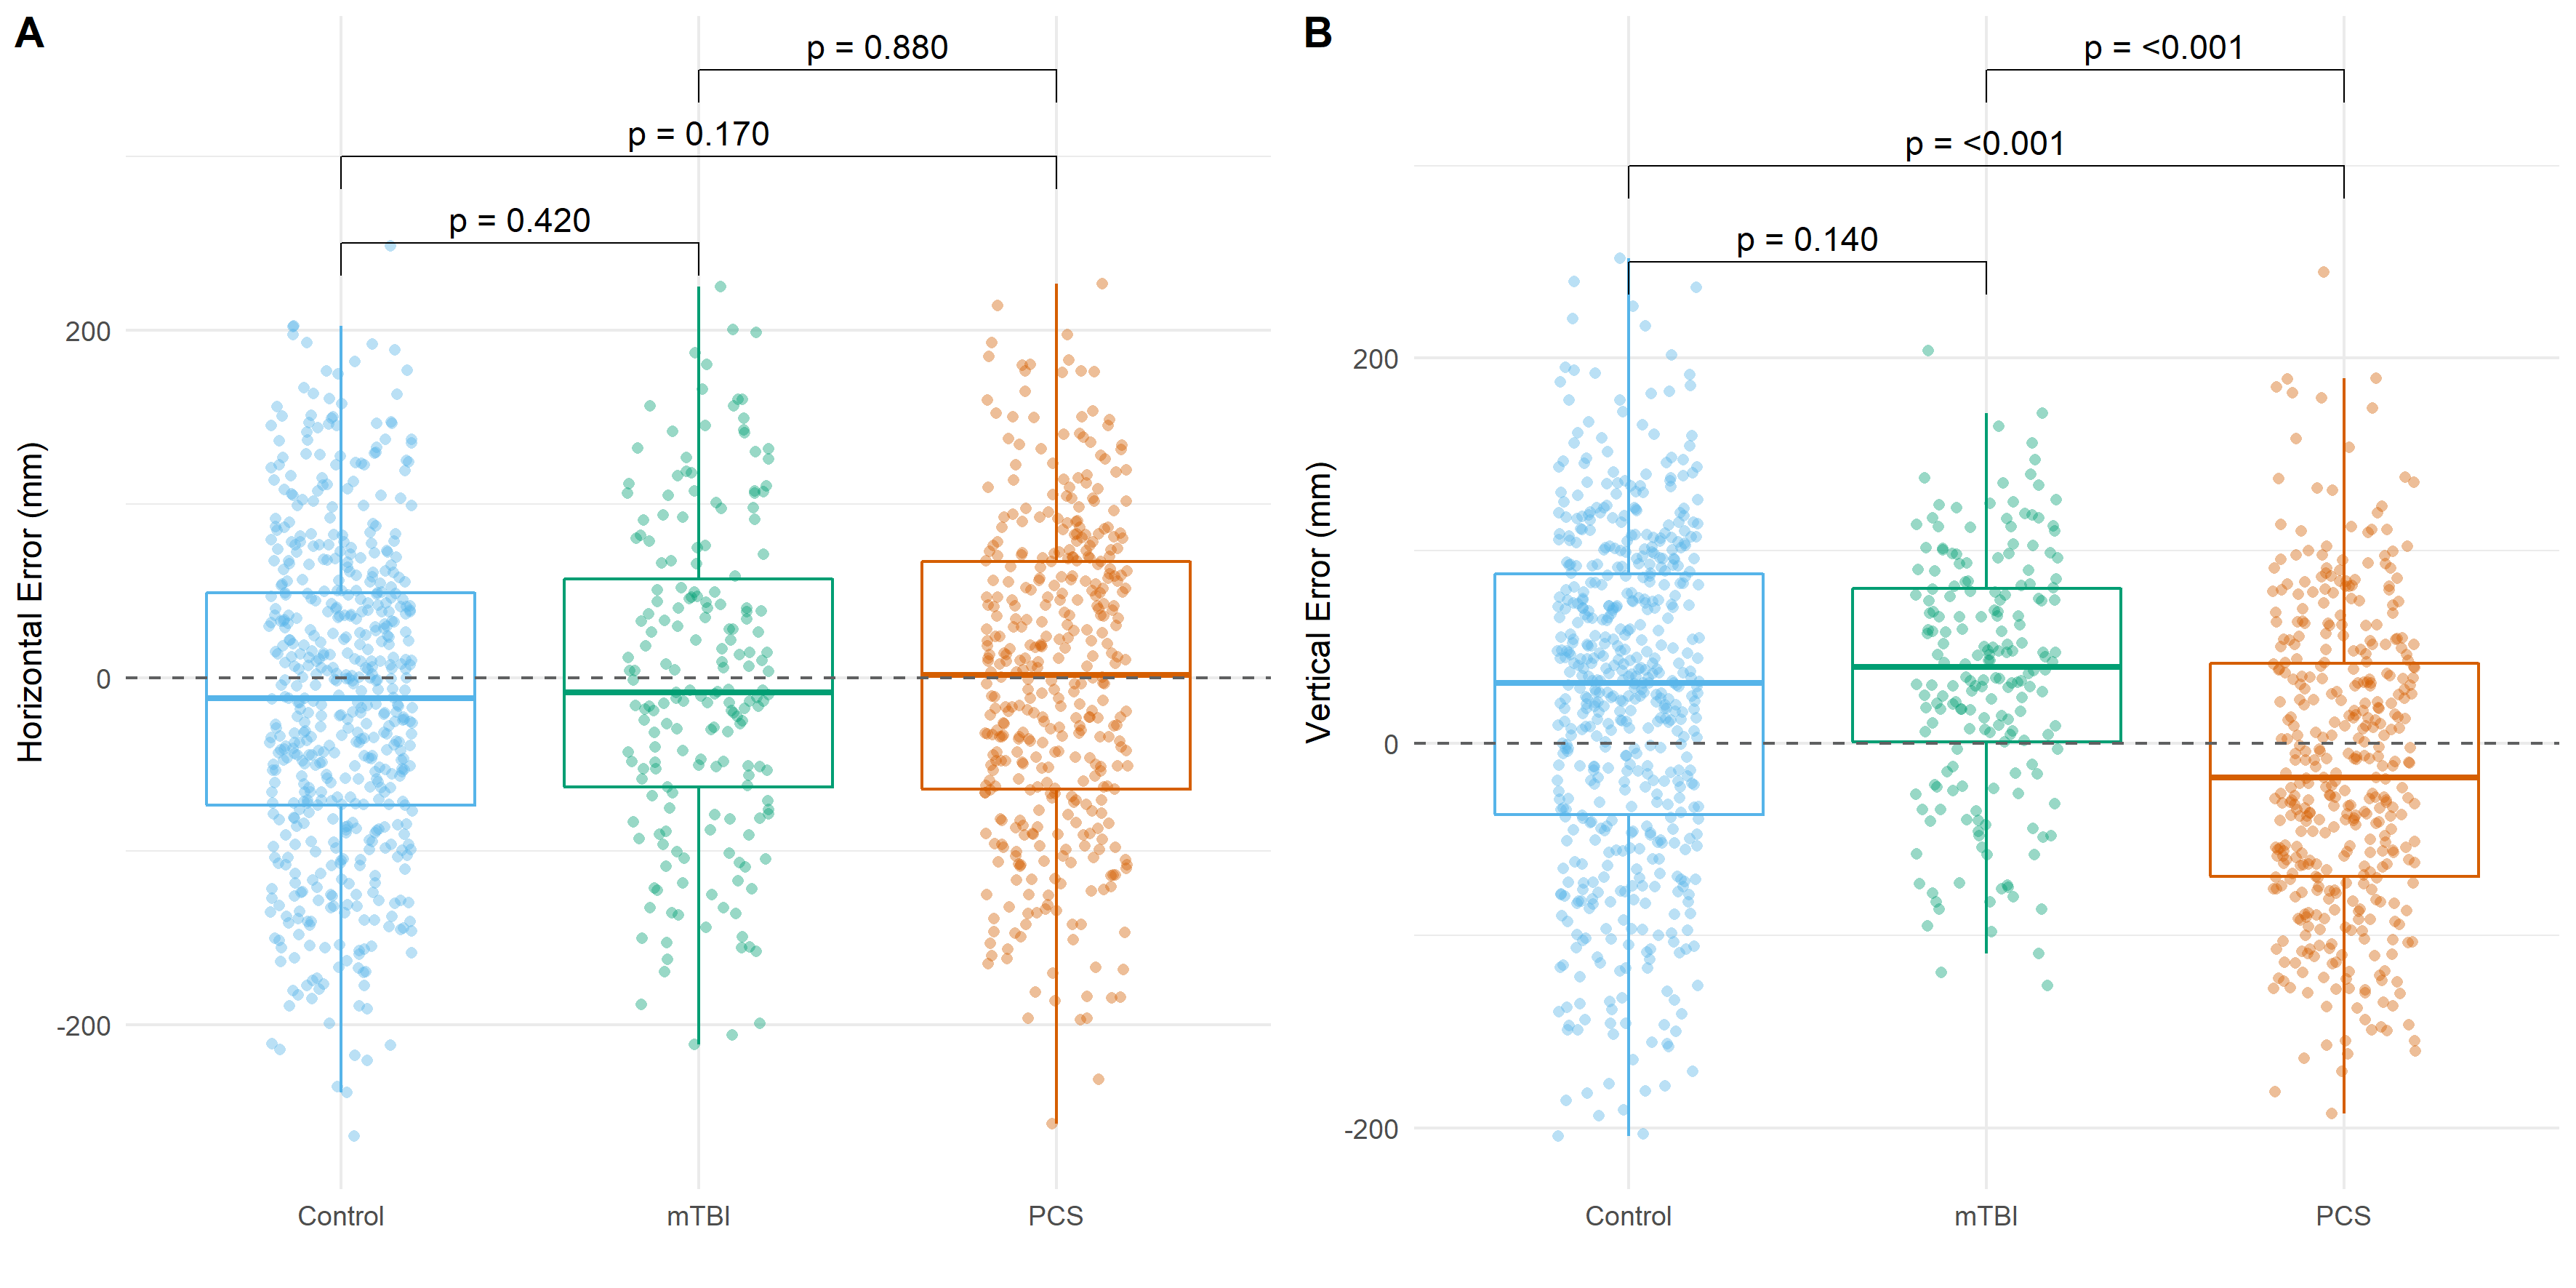 A
p = 0.880
p = 0.170
p = 0.420
Horizontal Error (mm)
200
0
-200
Control mTBI PCS
B
p = <0.001
p = <0.001
p = 0.140
Vertical Error (mm)
200
0
-200
Control mTBI PCS